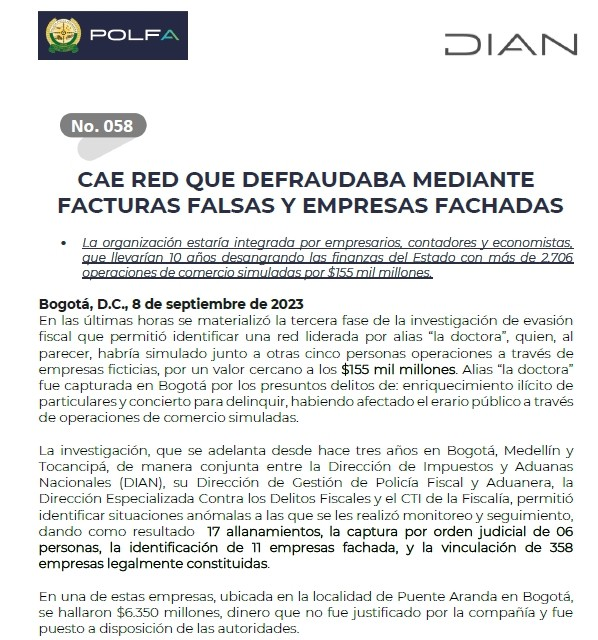 POLFA
DIAN
No. 058
CAE RED QUE DEFRAUDABA MEDIANTE
FACTURAS FALSAS Y EMPRESAS FACHADAS
• La organización estaría integrada por empresarios, contadores y economistas,
que llevarían 10 años desangrando las finanzas del Estado con más de 2.706
operaciones de comercio simuladas por $155 mil millones.
Bogotá, D.C., 8 de septiembre de 2023
En las últimas horas se materializó la tercera fase de la investigación de evasión
fiscal que permitió identificar una red liderada por alias “la doctora”, quien, al
parecer, habría simulado junto a otras cinco personas operaciones a través de
empresas ficticias, por un valor cercano a los $155 mil millones. Alias “la doctora”
fue capturada en Bogotá por los presuntos delitos de: enriquecimiento ilícito de
particulares y concierto para delinquir, habiendo afectado el erario público a través
de operaciones de comercio simuladas.
La investigación, que se adelanta desde hace tres años en Bogotá, Medellín y
Tocancipá, de manera conjunta entre la Dirección de Impuestos y Aduanas
Nacionales (DIAN), su Dirección de Gestión de Policía Fiscal y Aduanera, la
Dirección Especializada Contra los Delitos Fiscales y el CTI de la Fiscalía, permitió
identificar situaciones anómalas a las que se les realizó monitoreo y seguimiento,
dando como resultado 17 allanamientos, la captura por orden judicial de 06
personas, la identificación de 11 empresas fachada, y la vinculación de 358
empresas legalmente constituidas.
En una de estas empresas, ubicada en la localidad de Puente Aranda en Bogotá,
se hallaron $6.350 millones, dinero que no fue justificado por la compañía y fue
puesto a disposición de las autoridades.